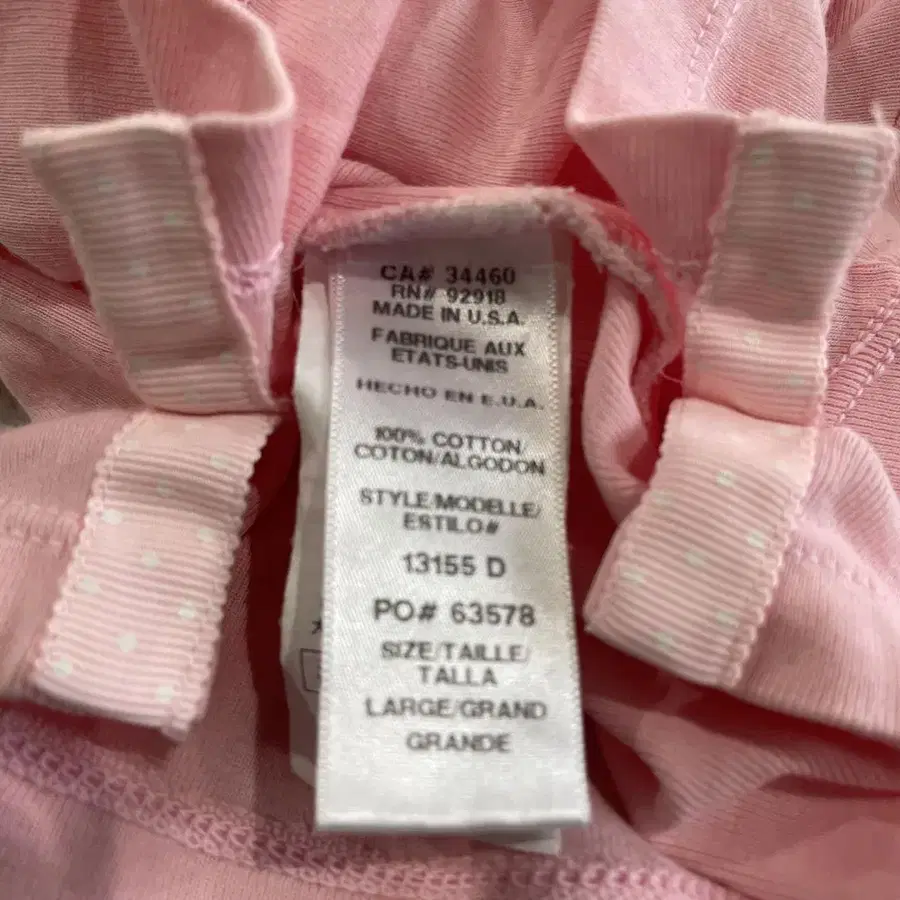 CA# 34460
RN# 92918
MADE IN U.S.A.
FABRIQUE AUX
ETATS-UNIS
HECHO EN E.U.A.
100% COTTON
COTON/ALGODON
STYLE/MODELLE/
ESTILO#
13155 D
PO# 63578
SIZE/TAILLE/
TALLA
LARGE/GRAND
GRANDE